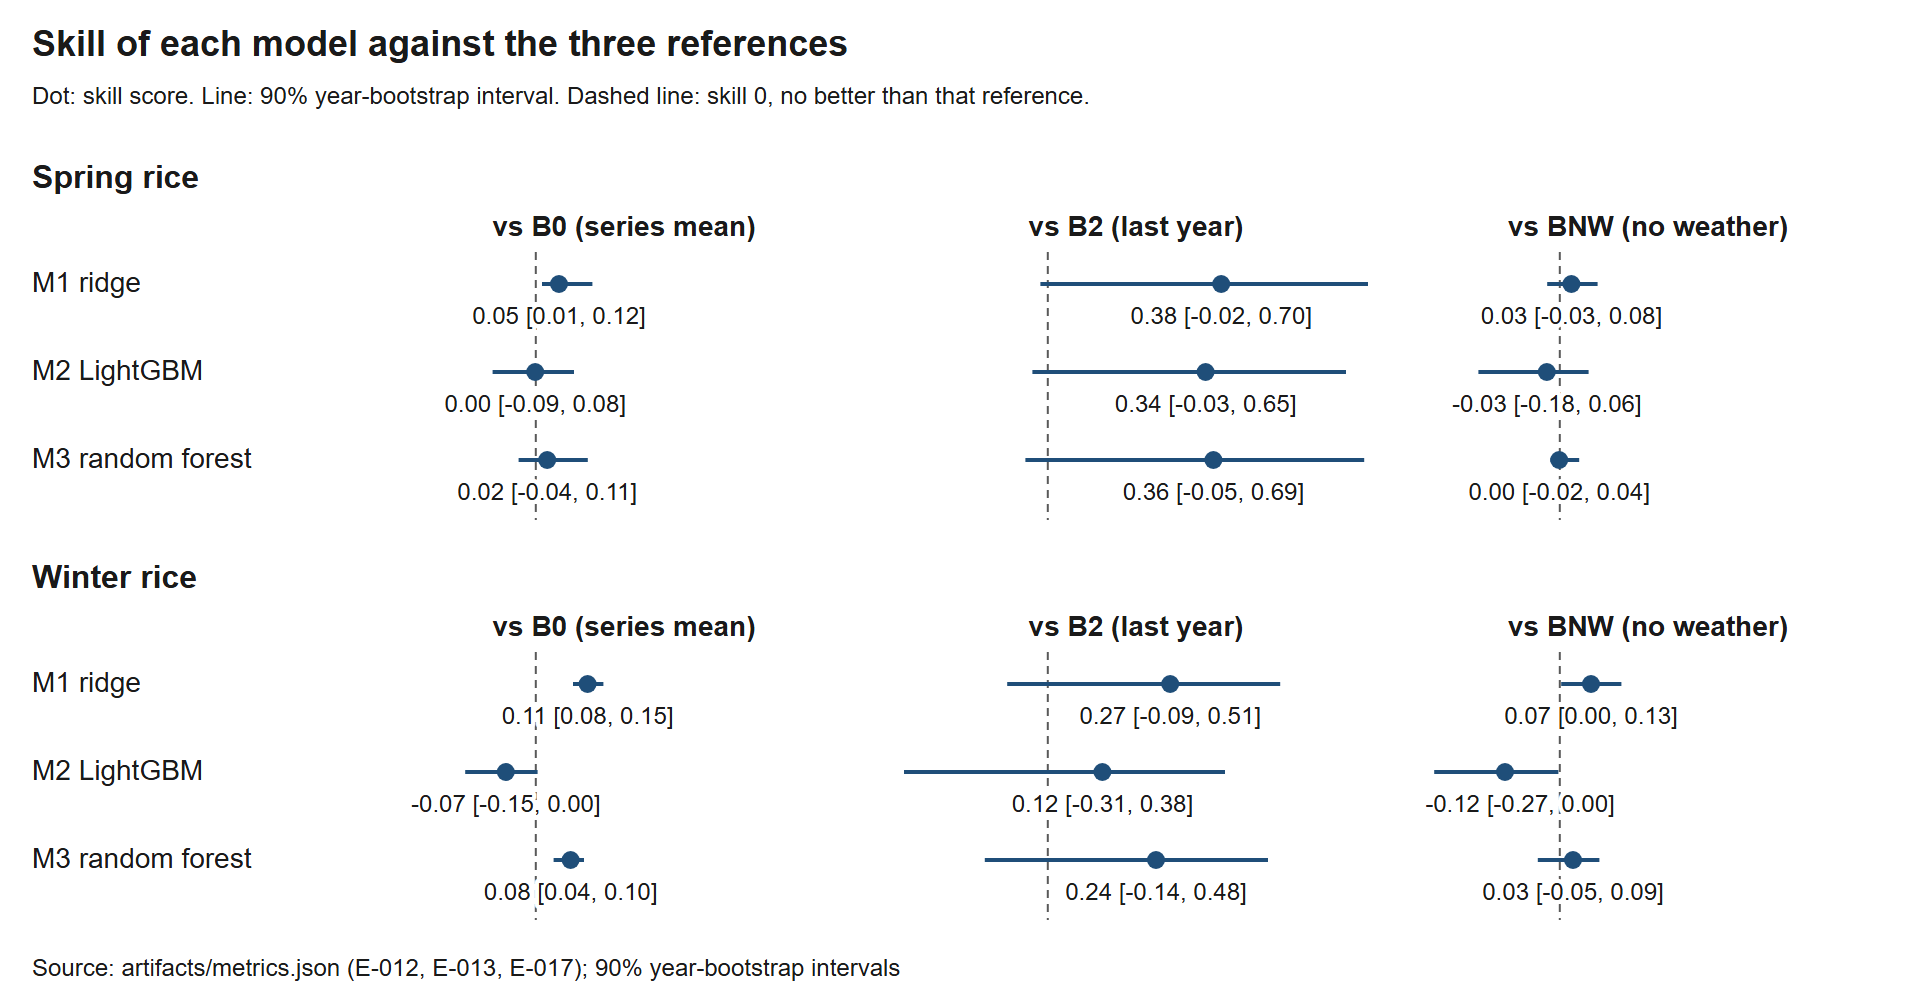 Skill of each model against the three references
Dot: skill score. Line: 90% year-bootstrap interval. Dashed line: skill 0, no better than that reference.
Spring rice
vs B0 (series mean) vs B2 (last year) vs BNW (no weather)
M1 ridge
0.05 [0.01, 0.12] 0.38 [-0.02, 0.70] 0.03 [-0.03, 0.08]
M2 LightGBM
0.00 [-0.09, 0.08] 0.34 [-0.03, 0.65] -0.03 [-0.18, 0.06]
M3 random forest
0.02 [-0.04, 0.11] 0.36 [-0.05, 0.69] 0.00 [-0.02, 0.04]
Winter rice
vs B0 (series mean) vs B2 (last year) vs BNW (no weather)
M1 ridge
0.11 [0.08, 0.15] 0.27 [-0.09, 0.51] 0.07 [0.00, 0.13]
M2 LightGBM
-0.07 [-0.15, 0.00] 0.12 [-0.31, 0.38] -0.12 [-0.27, 0.00]
M3 random forest
0.08 [0.04, 0.10] 0.24 [-0.14, 0.48] 0.03 [-0.05, 0.09]
Source: artifacts/metrics.json (E-012, E-013, E-017); 90% year-bootstrap intervals